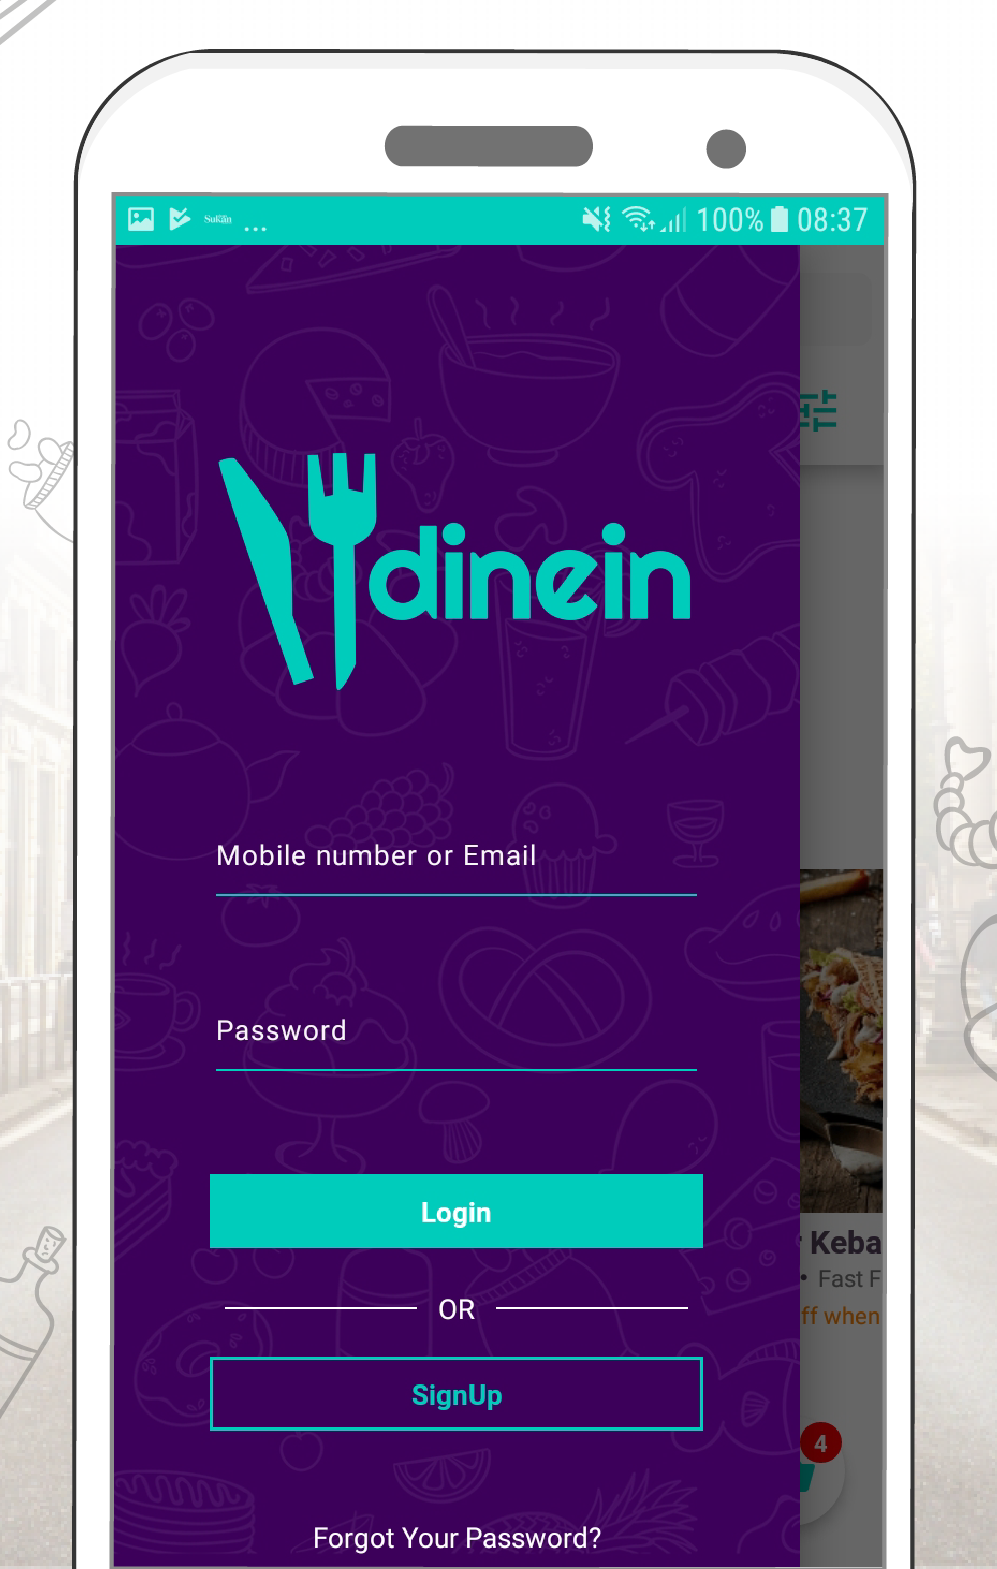 Sukain
... 100% 08:37
dinein
Mobile number or Email
Password
Login
Keba
OR
• Fast F
ff when
SignUp
4
Forgot Your Password?